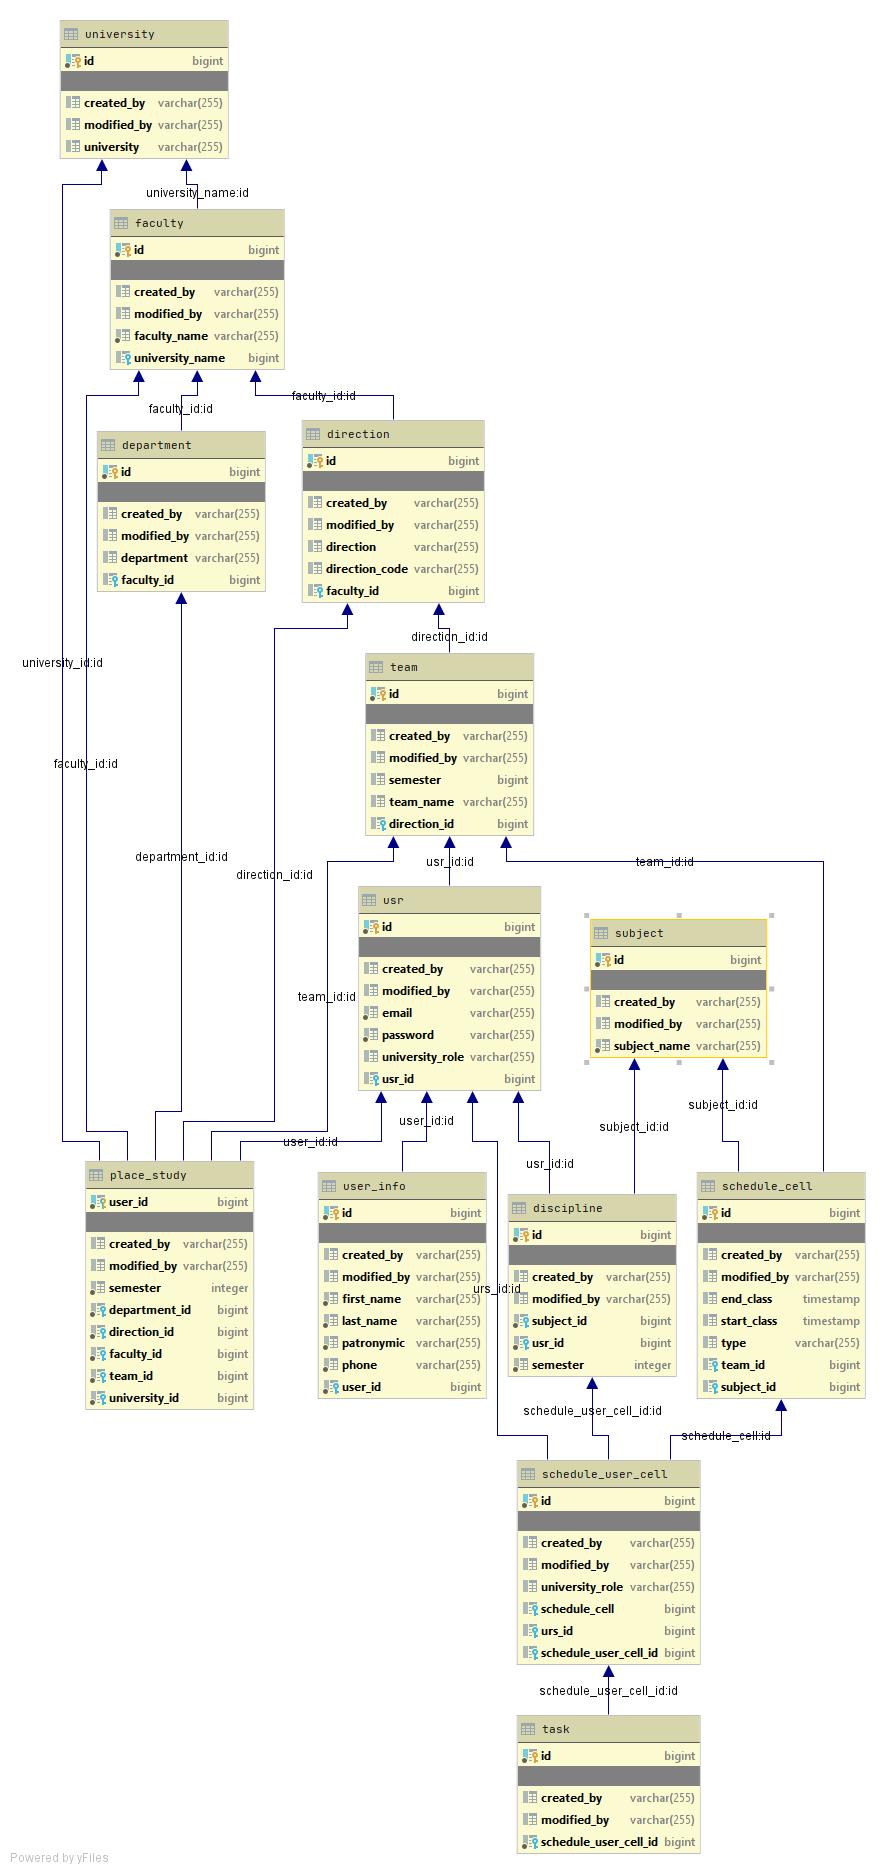 university
id bigint
created_by varchar(255)
modified_by varchar(255)
university varchar(255)
university_name:id
faculty
id bigint
created_by varchar(255)
modified_by varchar(255)
faculty_name varchar(255)
university_name bigint
faculty_id:id
faculty_id:id
department
id bigint
created_by varchar(255)
modified_by varchar(255)
department varchar(255)
faculty_id bigint
direction
id bigint
created_by varchar(255)
modified_by varchar(255)
direction varchar(255)
direction_code varchar(255)
faculty_id bigint
direction_id:id
university_id:id
team
id bigint
created_by varchar(255)
modified_by varchar(255)
semester bigint
team_name varchar(255)
direction_id bigint
faculty_id:id
department_id:id
direction_id:id
usr_id:id
team_id:id
usr
id bigint
created_by varchar(255)
modified_by varchar(255)
email varchar(255)
password varchar(255)
university_role varchar(255)
usr_id bigint
team_id:id
subject
id bigint
created_by varchar(255)
modified_by varchar(255)
subject_name varchar(255)
user_id:id
user_id:id
usr_id:id
subject_id:id
subject_id:id
place_study
user_id bigint
created_by varchar(255)
modified_by varchar(255)
semester integer
department_id bigint
direction_id bigint
faculty_id bigint
team_id bigint
university_id bigint
user_info
id bigint
created_by varchar(255)
modified_by varchar(255)
first_name varchar(255)
last_name varchar(255)
patronymic varchar(255)
phone varchar(255)
user_id bigint
urs_id:id
discipline
id bigint
created_by varchar(255)
modified_by varchar(255)
subject_id bigint
usr_id bigint
semester integer
schedule_cell
id bigint
created_by varchar(255)
modified_by varchar(255)
end_class timestamp
start_class timestamp
type varchar(255)
team_id bigint
subject_id bigint
schedule_user_cell_id:id
schedule_cell:id
schedule_user_cell
id bigint
created_by varchar(255)
modified_by varchar(255)
university_role varchar(255)
schedule_cell bigint
urs_id bigint
schedule_user_cell_id bigint
schedule_user_cell_id:id
task
id bigint
created_by varchar(255)
modified_by varchar(255)
schedule_user_cell_id bigint
Powered by yFiles